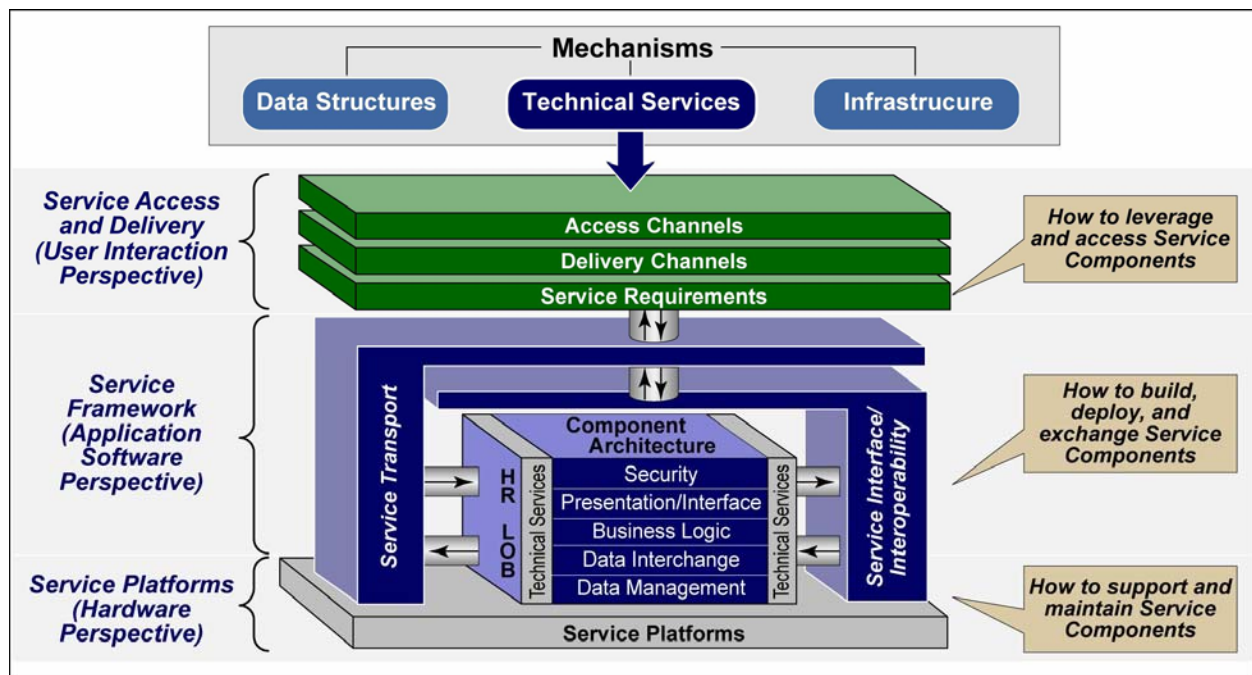 Mechanisms
Data Structures
Technical Services
Infrastrucure
Service Access
and Delivery
(User Interaction
Perspective)
Access Channels
Delivery Channels
Service Requirements
How to leverage
and access Service
Components
Service
Framework
(Application
Software
Perspective)
Service Transport
Component
Architecture
HR LOB
Technical Services
Security
Presentation/Interface
Business Logic
Data Interchange
Data Management
Technical Services
Service Interface/
Interoperability
How to build,
deploy, and
exchange Service
Components
Service Platforms
(Hardware
Perspective)
Service Platforms
How to support and
maintain Service
Components